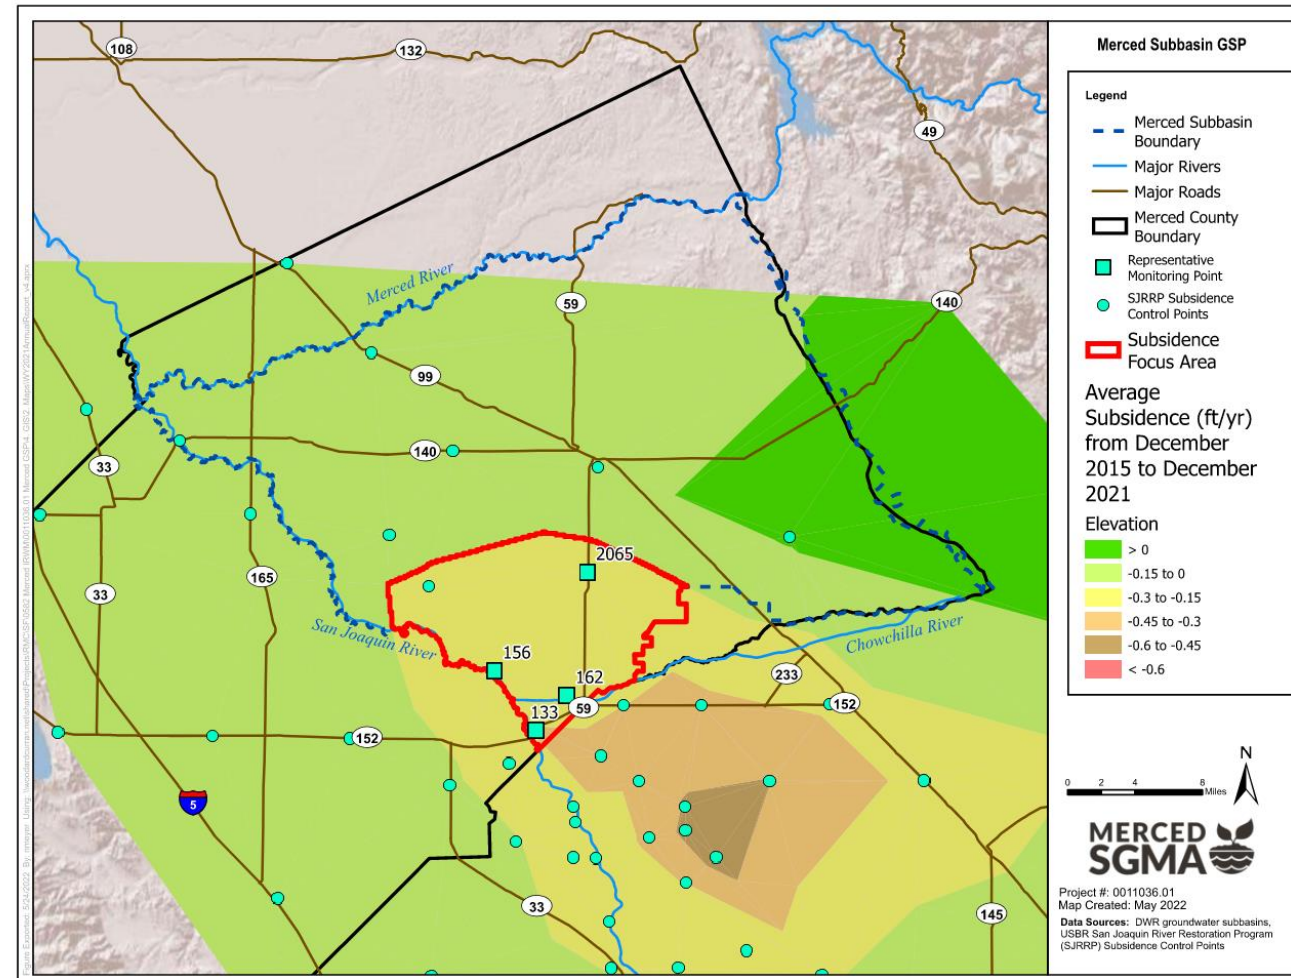 108
132
49
Merced River
59
140
99
140
33
33
165
2065
San Joaquin River
156
162
133
59
Chowchilla River
233
152
152
5
33
145
Merced Subbasin GSP
Legend
Merced Subbasin
Boundary
Major Rivers
Major Roads
Merced County
Boundary
Representative
Monitoring Point
SJRRP Subsidence
Control Points
Subsidence
Focus Area
Average
Subsidence (ft/yr)
from December
2015 to December
2021
Elevation
> 0
-0.15 to 0
-0.3 to -0.15
-0.45 to -0.3
-0.6 to -0.45
< -0.6
N
0 2 4 8
Miles
MERCED
SGMA
Project #: 0011036.01
Map Created: May 2022
Data Sources: DWR groundwater subbasins,
USBR San Joaquin River Restoration Program
(SJRRP) Subsidence Control Points